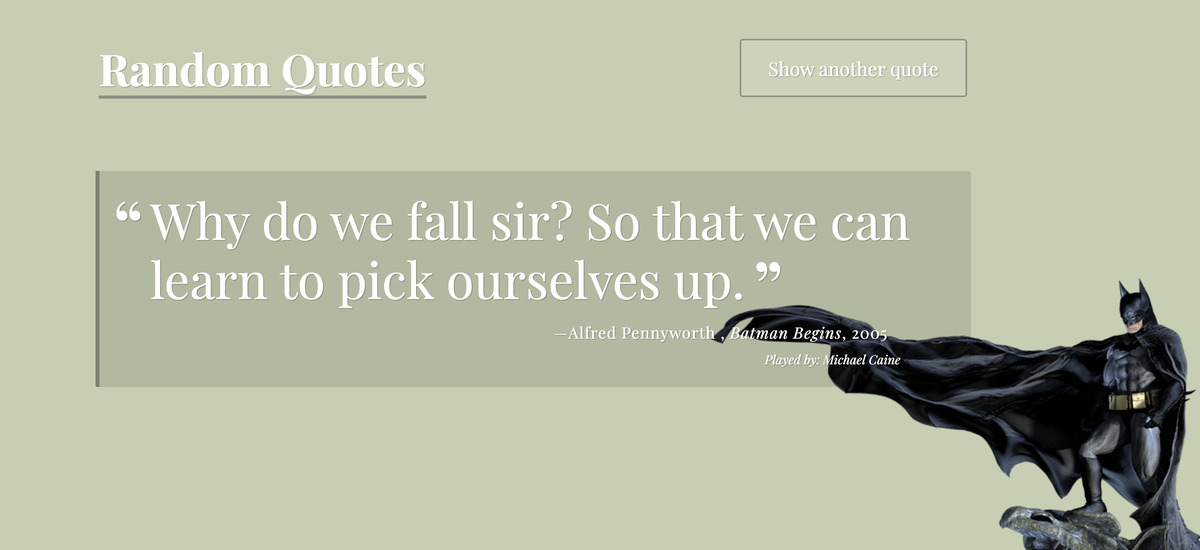 Random Quotes
Show another quote
“Why do we fall sir? So that we can
learn to pick ourselves up.”
—Alfred Pennyworth , Batman Begins, 2005
Played by: Michael Caine